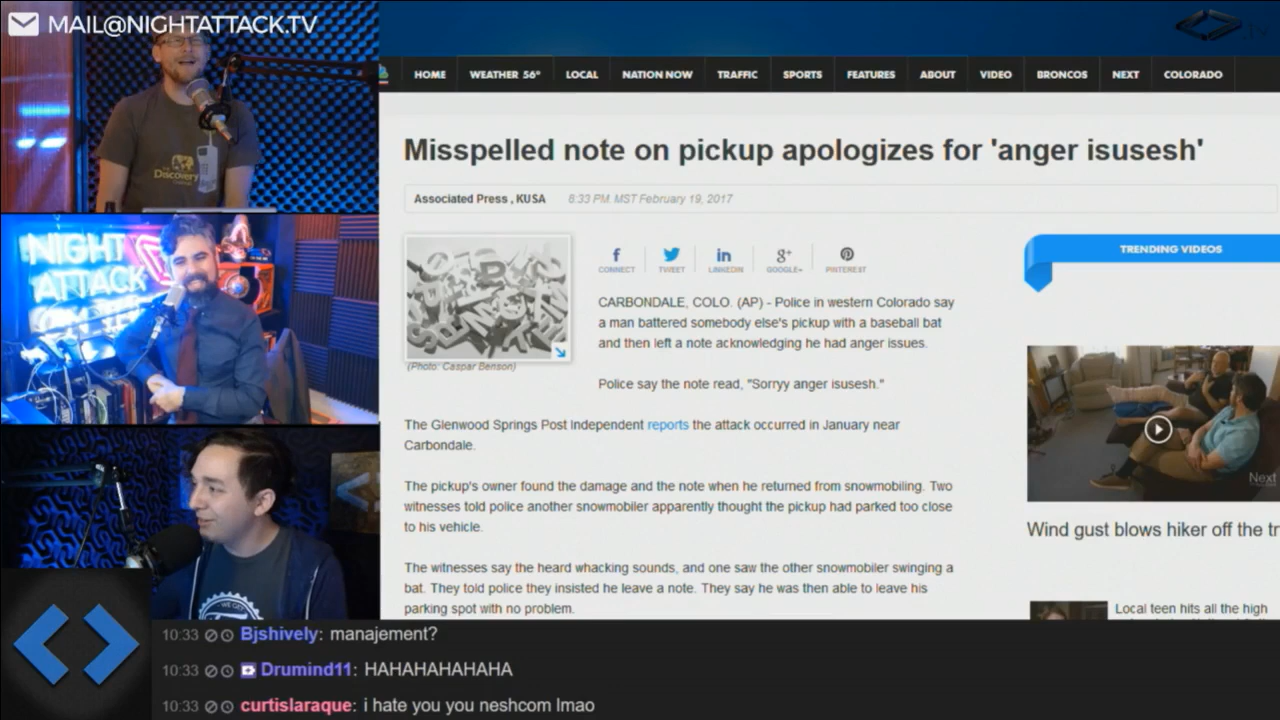 MAIL@NIGHTATTACK.TV
Discovery
NIGHT
ATTACK
WE GET
TV
HOME WEATHER 56° LOCAL NATION NOW TRAFFIC SPORTS FEATURES ABOUT VIDEO BRONCOS NEXT COLORADO
Misspelled note on pickup apologizes for 'anger isusesh'
Associated Press , KUSA 6:33 PM. MST February 19, 2017
CONNECT TWEET LINKEDIN GOOGLE+ PINTEREST
TRENDING VIDEOS
CARBONDALE, COLO. (AP) - Police in western Colorado say
a man battered somebody else's pickup with a baseball bat
and then left a note acknowledging he had anger issues.
(Photo: Caspar Benson)
Police say the note read, "Sorryy anger isusesh."
The Glenwood Springs Post Independent reports the attack occurred in January near
Carbondale.
The pickup's owner found the damage and the note when he returned from snowmobiling. Two
witnesses told police another snowmobiler apparently thought the pickup had parked too close
to his vehicle.
Next
Wind gust blows hiker off the tr
The witnesses say the heard whacking sounds, and one saw the other snowmobiler swinging a
bat. They told police they insisted he leave a note. They say he was then able to leave his
parking spot with no problem.
Local teen hits all the high
10:33 Bjshively: manajement?
10:33 Drumind11: HAHAHAHAHAHA
10:33 curtislaraque: i hate you you neshcom lmao